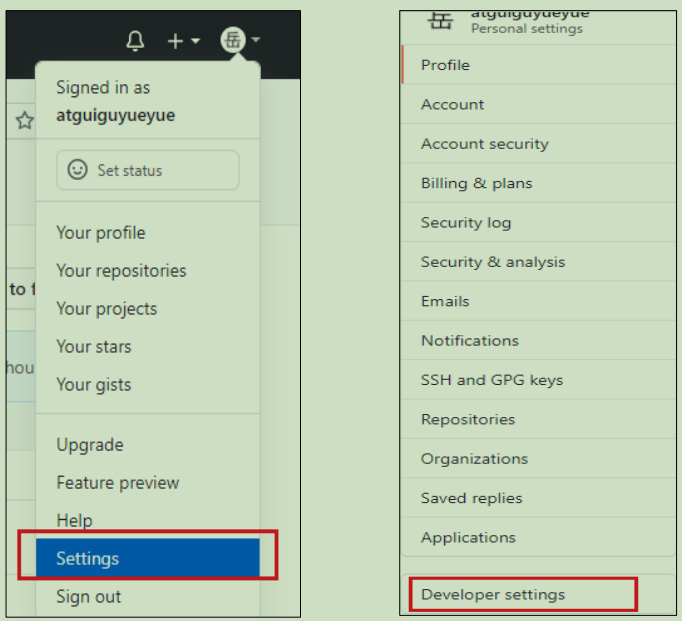 岳
Signed in as
atguiguyueyue
Set status
Your profile
Your repositories
to f
Your projects
Your stars
hou
Your gists
Upgrade
Feature preview
Help
Settings
Sign out
岳
atguiguyueyue
Personal settings
Profile
Account
Account security
Billing & plans
Security log
Security & analysis
Emails
Notifications
SSH and GPG keys
Repositories
Organizations
Saved replies
Applications
Developer settings